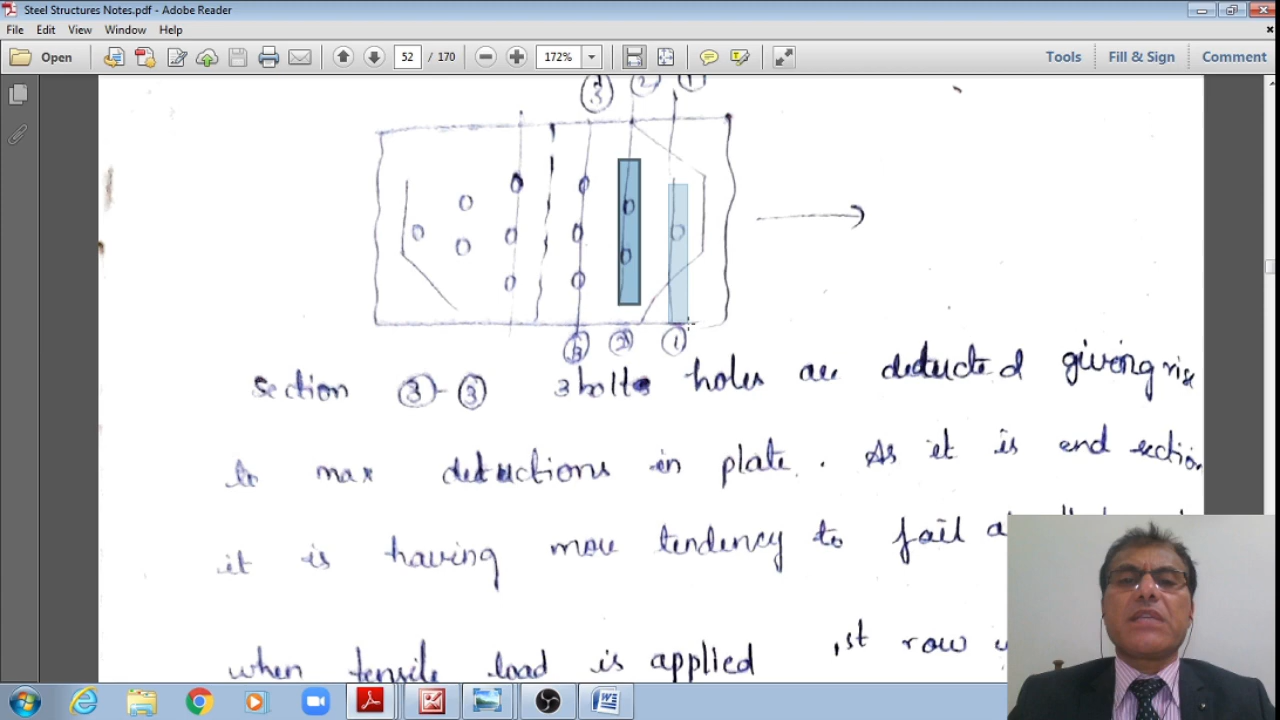 Steel Structures Notes.pdf - Adobe Reader
File Edit View Window Help
Open 52 / 170 172% Tools Fill & Sign Comment
3 2 1
3 2 1
section 3-3 3 bolts holes are deducted giving rise
to max deductions in plate. As it is end section
it is having more tendency to fail
when tensile load is applied 1st row